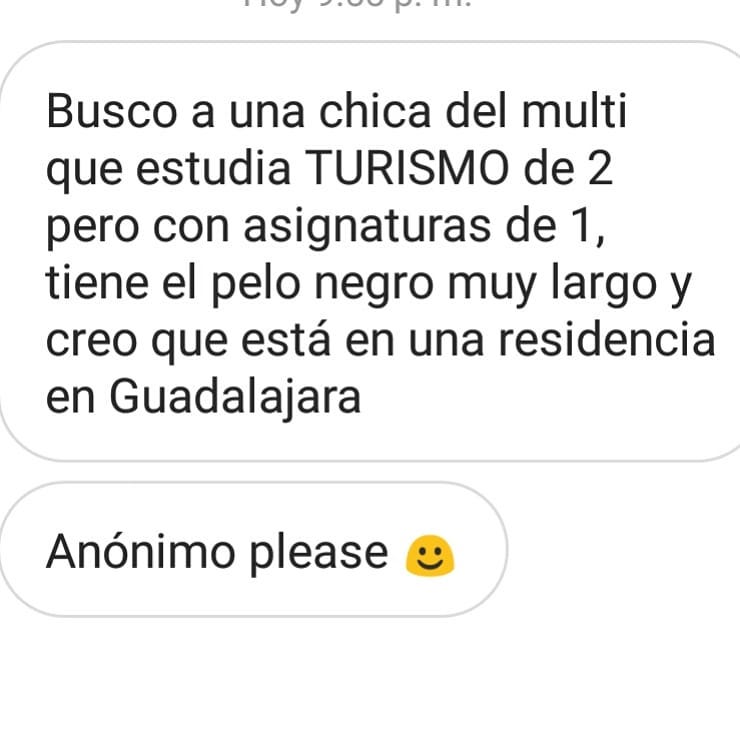 Busco a una chica del multi
que estudia TURISMO de 2
pero con asignaturas de 1,
tiene el pelo negro muy largo y
creo que está en una residencia
en Guadalajara
Anónimo please 🙂